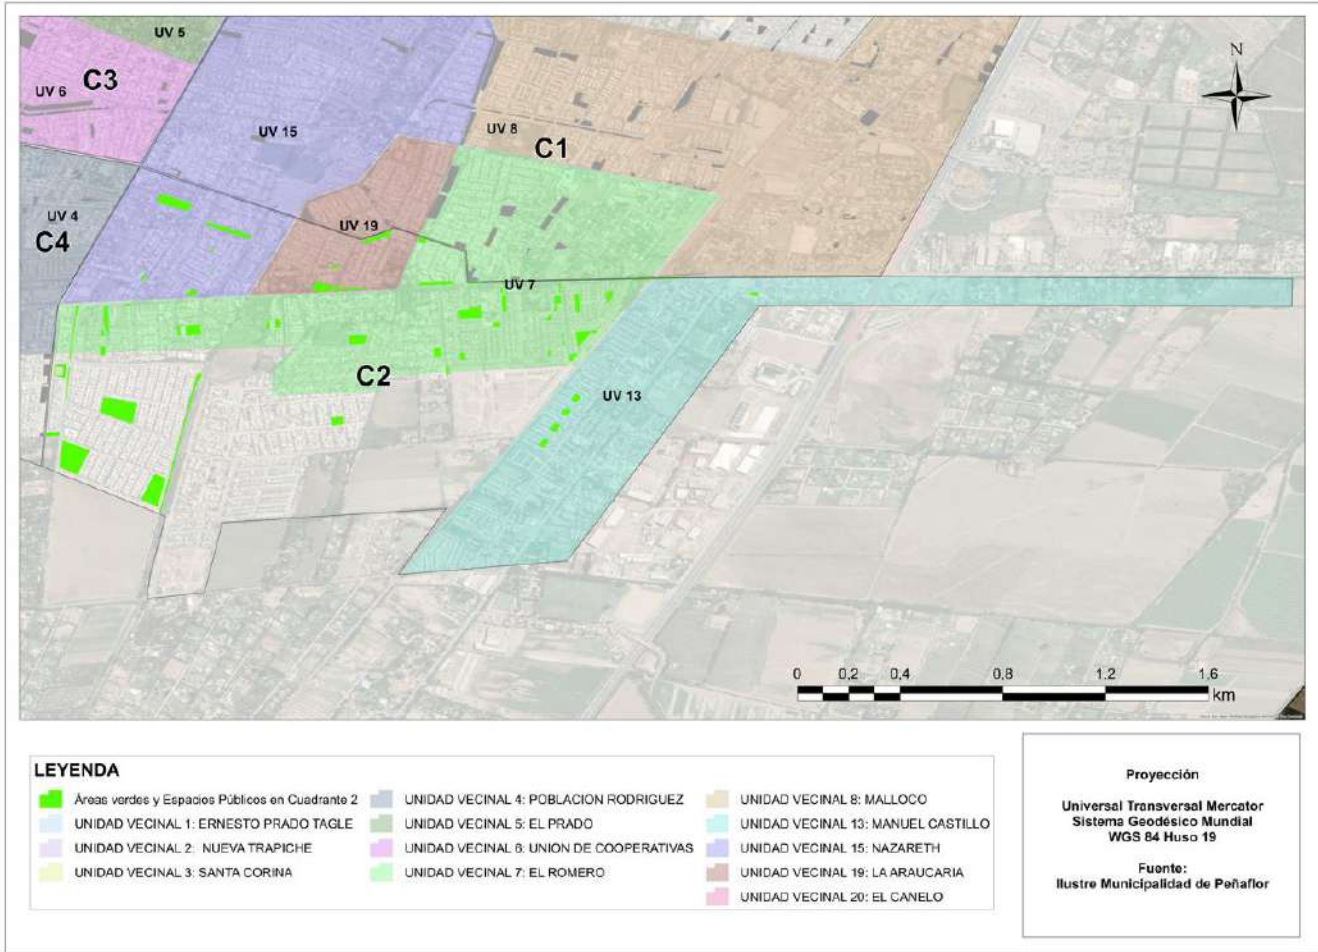 UV 5
N
C3
UV 6
UV 15
UV 8
C1
UV 4
C4
UV 19
UV 7
C2
UV 13
0 0,2 0,4 0,8 1,2 1,6
km
LEYENDA
Áreas verdes y Espacios Públicos en Cuadrante 2
UNIDAD VECINAL 1: ERNESTO PRADO TAGLE
UNIDAD VECINAL 2: NUEVA TRAPICHE
UNIDAD VECINAL 3: SANTA CORINA
UNIDAD VECINAL 4: POBLACION RODRIGUEZ
UNIDAD VECINAL 5: EL PRADO
UNIDAD VECINAL 6: UNION DE COOPERATIVAS
UNIDAD VECINAL 7: EL ROMERO
UNIDAD VECINAL 8: MALLOCO
UNIDAD VECINAL 13: MANUEL CASTILLO
UNIDAD VECINAL 15: NAZARETH
UNIDAD VECINAL 19: LA ARAUCARIA
UNIDAD VECINAL 20: EL CANELO
Proyección
Universal Transversal Mercator
Sistema Geodésico Mundial
WGS 84 Huso 19
Fuente:
Ilustre Municipalidad de Peñaflor